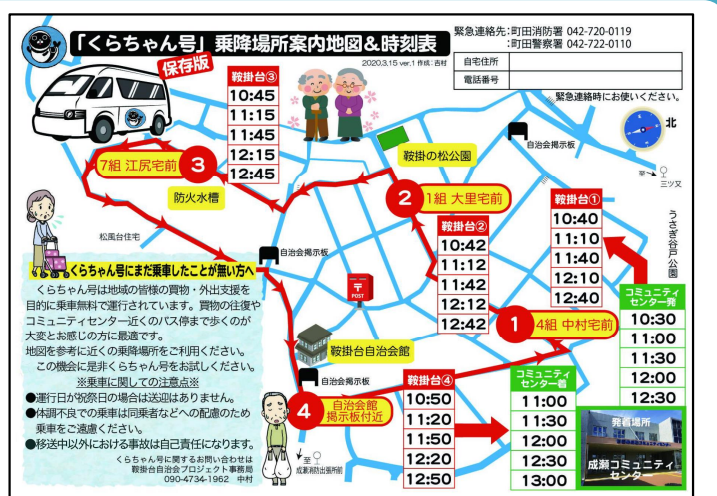 「くらちゃん号」乗降場所案内地図&時刻表
保存版
2020.3.15 ver,1 作成:吉村
緊急連絡先:町田消防署 042-720-0119
:町田警察署 042-722-0110
自宅住所
電話番号
緊急連絡時にお使いください。
北
鞍掛台③
10:45
11:15
11:45
12:15
12:45
7組 江尻宅前
3
防火水槽
松風台住宅
自治会掲示板
鞍掛の松公園
自治会掲示板
至
三ツ又
うさぎ谷戸公園
2
1組 大里宅前
鞍掛台②
10:42
11:12
11:42
12:12
12:42
鞍掛台①
10:40
11:10
11:40
12:10
12:40
1
4組 中村宅前
コミュニティ
センター発
10:30
11:00
11:30
12:00
12:30
くらちゃん号にまだ乗車したことが無い方へ
くらちゃん号は地域の皆様の買物・外出支援を
目的に乗車無料で運行されています。買物の往復や
コミュニティセンター近くのバス停まで歩くのが
大変とお感じの方に最適です。
地図を参考に近くの乗降場所をご利用ください。
この機会に是非くらちゃん号をお試しください。
※乗車に関しての注意点※
●運行日が祝祭日の場合は送迎はありません。
●体調不良での乗車は同乗者などへの配慮のため
乗車をご遠慮ください。
●移送中以外における事故は自己責任になります。
くらちゃん号に関するお問い合わせは
鞍掛台自治会プロジェクト事務局
090-4734-1962 中村
〒
POST
鞍掛台自治会館
自治会掲示板
4
自治会館
掲示板付近
至
成瀬消防出張所前
鞍掛台④
10:50
11:20
11:50
12:20
12:50
コミュニティ
センター着
11:00
11:30
12:00
12:30
13:00
発着場所
成瀬コミュニティ
センター